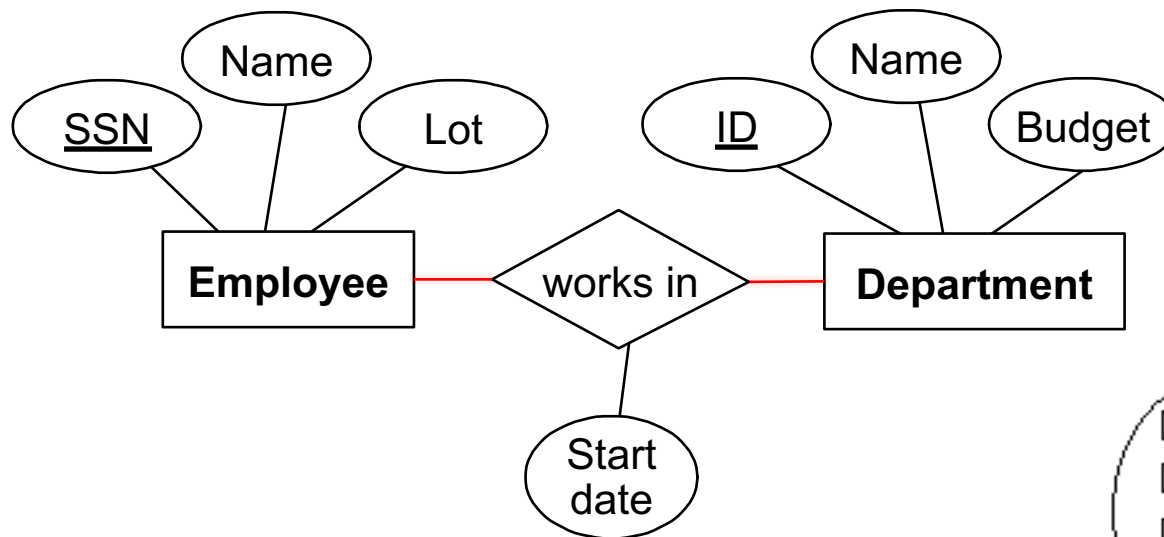 Name
Name
SSN
Lot
ID
Budget
Employee
works in
Department
Start
date